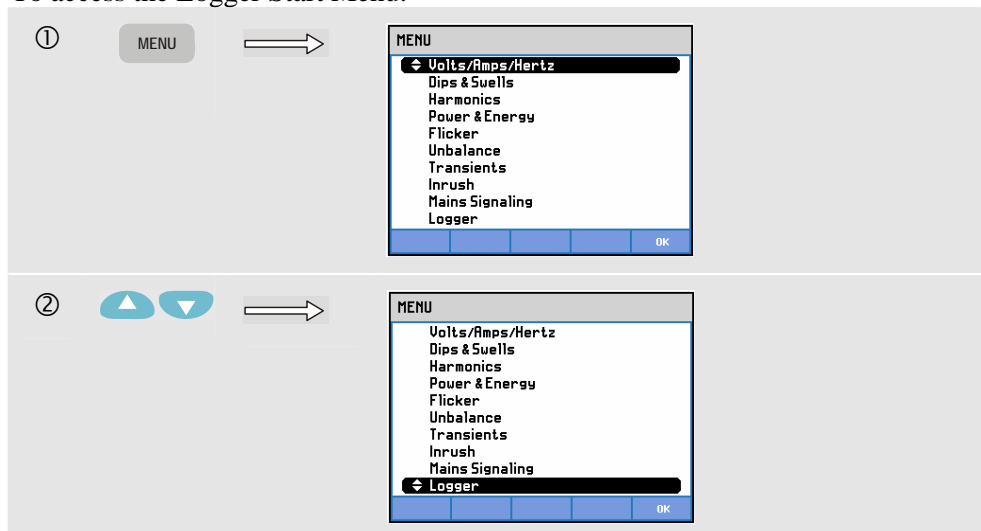 To access the Logger Start Menu:
① MENU
MENU
Volts/Amps/Hertz
Dips & Swells
Harmonics
Power & Energy
Flicker
Unbalance
Transients
Inrush
Mains Signaling
Logger
OK
②
MENU
Volts/Amps/Hertz
Dips & Swells
Harmonics
Power & Energy
Flicker
Unbalance
Transients
Inrush
Mains Signaling
Logger
OK